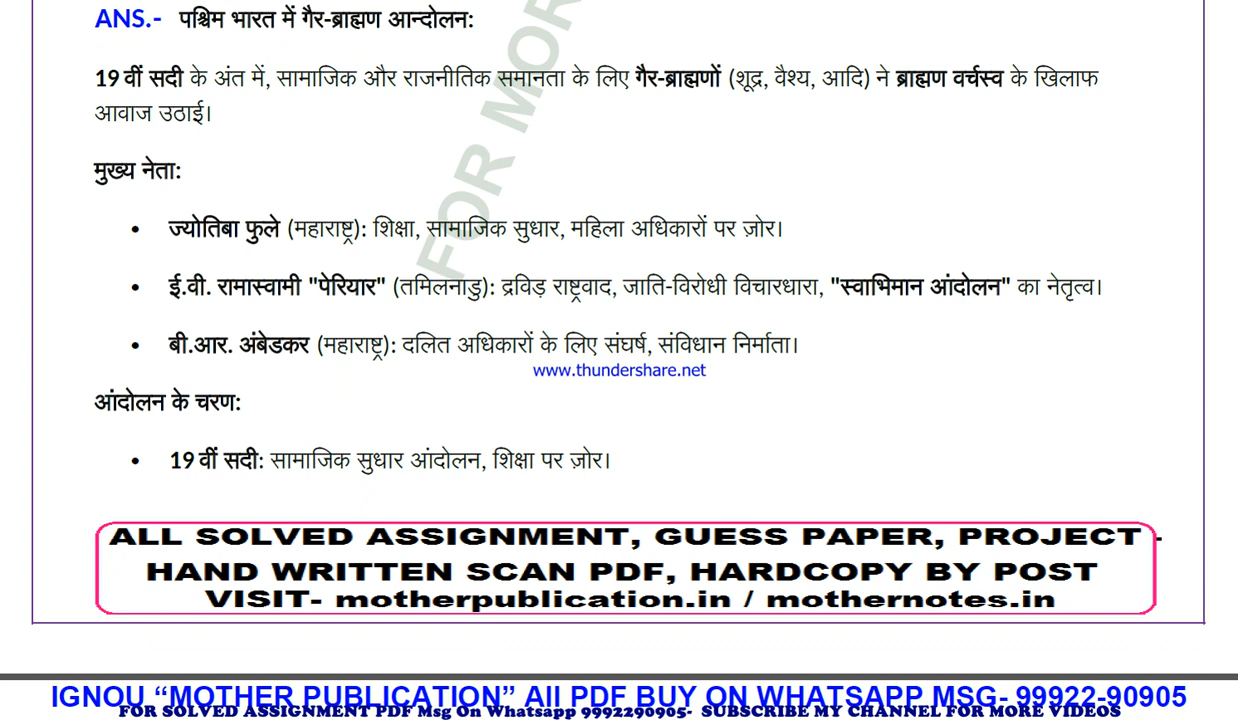 ANS.- पश्चिम भारत में गैर-ब्राह्मण आन्दोलन:
19 वीं सदी के अंत में, सामाजिक और राजनीतिक समानता के लिए गैर-ब्राह्मणों (शूद्र, वैश्य, आदि) ने ब्राह्मण वर्चस्व के खिलाफ
आवाज उठाई।
मुख्य नेता:
• ज्योतिबा फुले (महाराष्ट्र): शिक्षा, सामाजिक सुधार, महिला अधिकारों पर ज़ोर।
• ई.वी. रामास्वामी "पेरियार" (तमिलनाडु): द्रविड़ राष्ट्रवाद, जाति-विरोधी विचारधारा, "स्वाभिमान आंदोलन" का नेतृत्व।
• बी.आर. अंबेडकर (महाराष्ट्र): दलित अधिकारों के लिए संघर्ष, संविधान निर्माता।
www.thundershare.net
आंदोलन के चरण:
• 19 वीं सदी: सामाजिक सुधार आंदोलन, शिक्षा पर ज़ोर।
FOR MOR
ALL SOLVED ASSIGNMENT, GUESS PAPER, PROJECT -
HAND WRITTEN SCAN PDF, HARDCOPY BY POST
VISIT- motherpublication.in / mothernotes.in
IGNOU “MOTHER PUBLICATION” All PDF BUY ON WHATSAPP MSG- 99922-90905
FOR SOLVED ASSIGNMENT PDF Msg On Whatsapp 9992290905- SUBSCRIBE MY CHANNEL FOR MORE VIDEOS